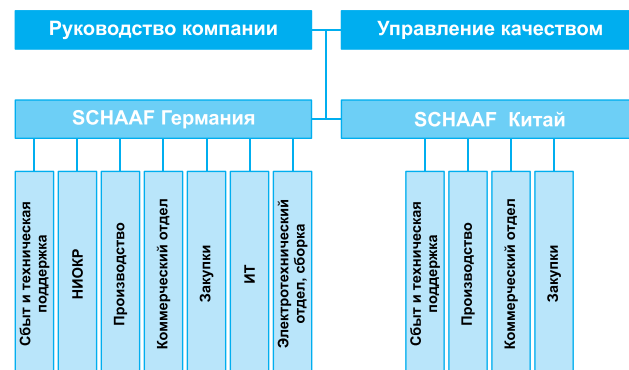 Руководство компании
Управление качеством
SCHAAF Германия
SCHAAF Китай
Сбыт и техническая
поддержка
НИОКР
Производство
Коммерческий отдел
Закупки
ИТ
Электротехнический
отдел, сборка
Сбыт и техническая
поддержка
Производство
Коммерческий отдел
Закупки